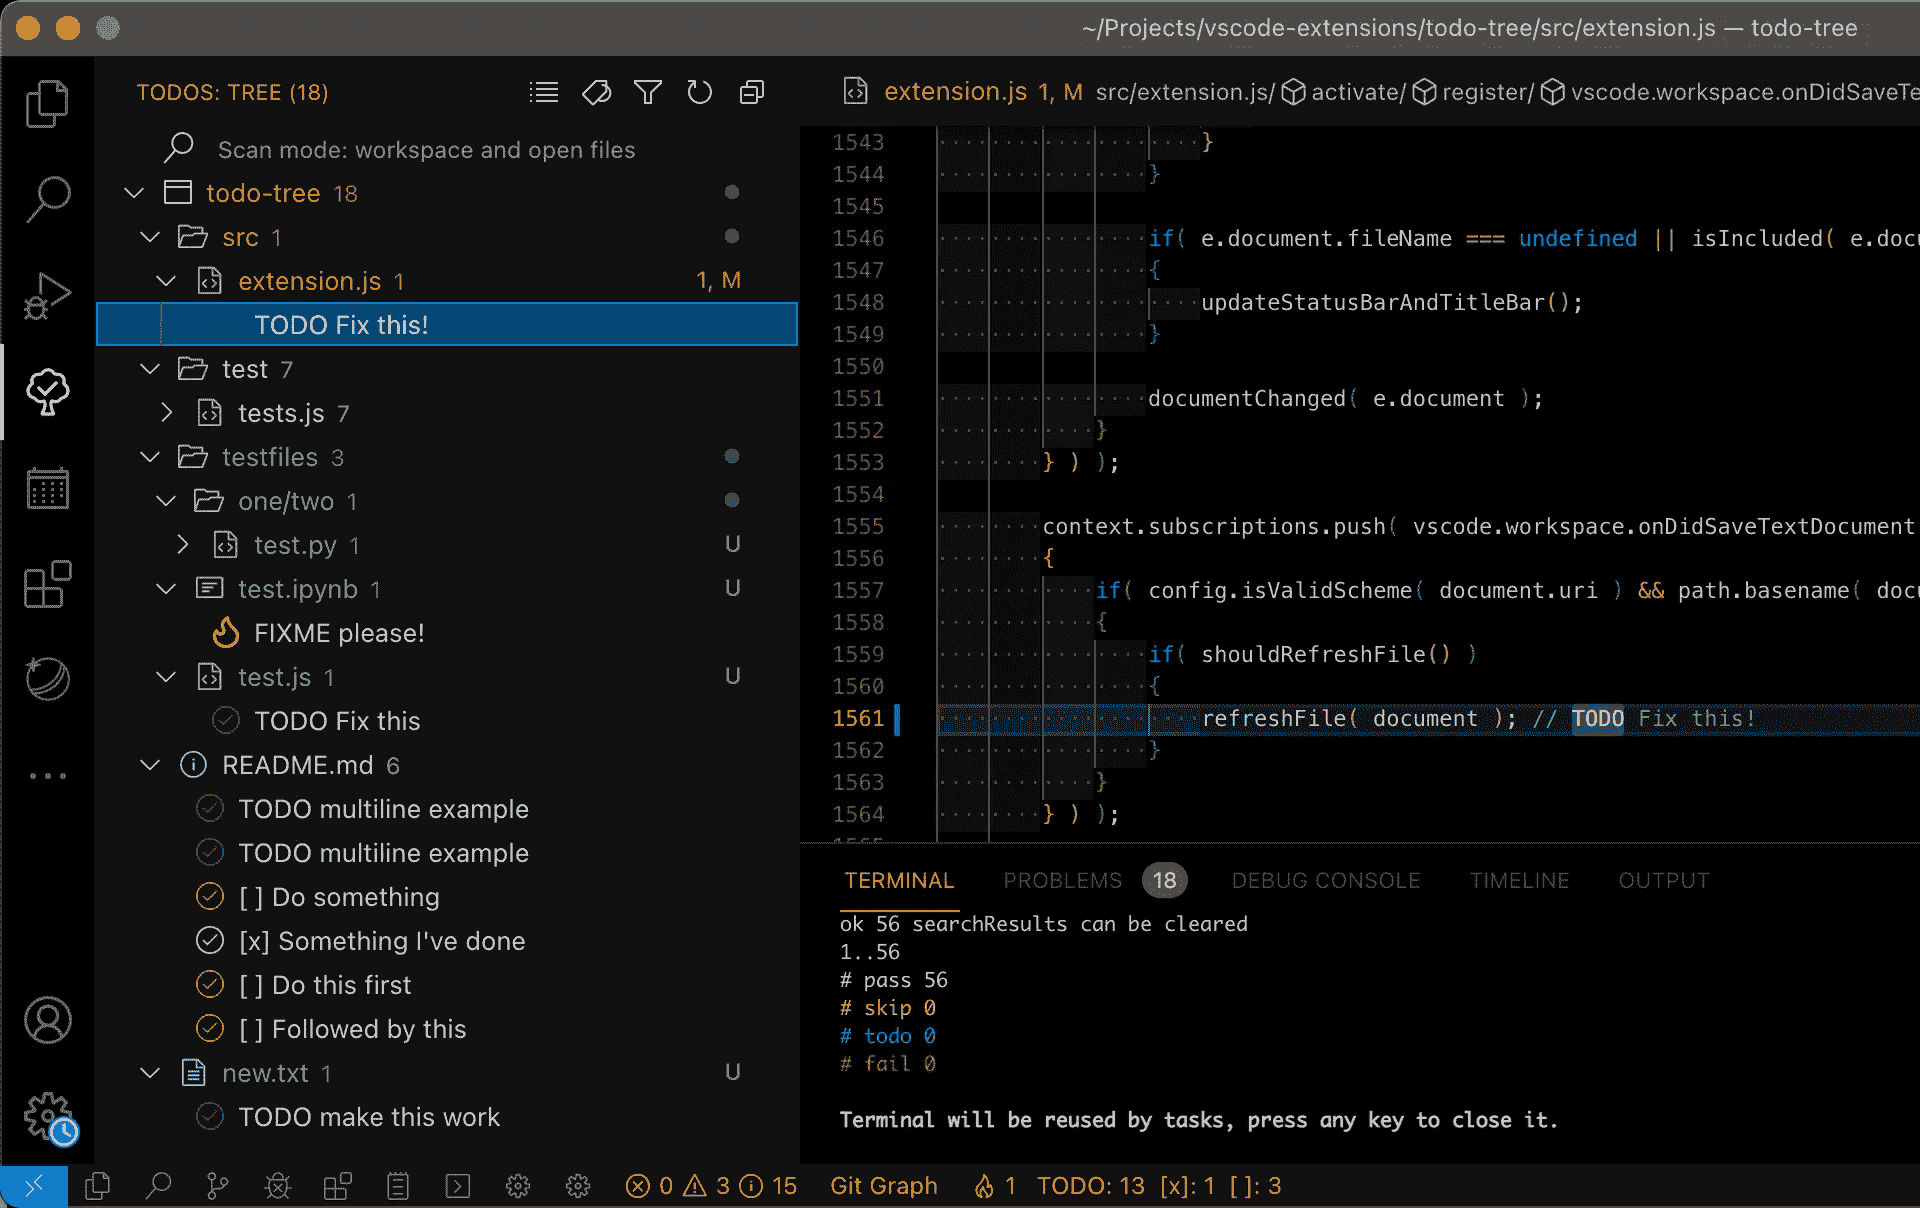 ~/Projects/vscode-extensions/todo-tree/src/extension.js — todo-tree
TODOS: TREE (18)
Scan mode: workspace and open files
todo-tree 18
src 1
extension.js 1 1, M
TODO Fix this!
test 7
tests.js 7
testfiles 3
one/two 1
test.py 1 U
test.ipynb 1 U
FIXME please!
test.js 1 U
TODO Fix this
README.md 6
TODO multiline example
TODO multiline example
[ ] Do something
[x] Something I've done
[ ] Do this first
[ ] Followed by this
new.txt 1 U
TODO make this work
extension.js 1, M src/extension.js/ activate/ register/ vscode.workspace.onDidSaveTe
1543 }
1544 }
1545
1546 if( e.document.fileName === undefined || isIncluded( e.docu
1547 {
1548 updateStatusBarAndTitleBar();
1549 }
1550
1551 documentChanged( e.document );
1552 }
1553 } ) );
1554
1555 context.subscriptions.push( vscode.workspace.onDidSaveTextDocument
1556 {
1557 if( config.isValidScheme( document.uri ) && path.basename( docu
1558 {
1559 if( shouldRefreshFile() )
1560 {
1561 refreshFile( document ); // TODO Fix this!
1562 }
1563 }
1564 } ) );
TERMINAL PROBLEMS 18 DEBUG CONSOLE TIMELINE OUTPUT
ok 56 searchResults can be cleared
1..56
# pass 56
# skip 0
# todo 0
# fail 0
Terminal will be reused by tasks, press any key to close it.
0 3 15 Git Graph 1 TODO: 13 [x]: 1 [ ]: 3